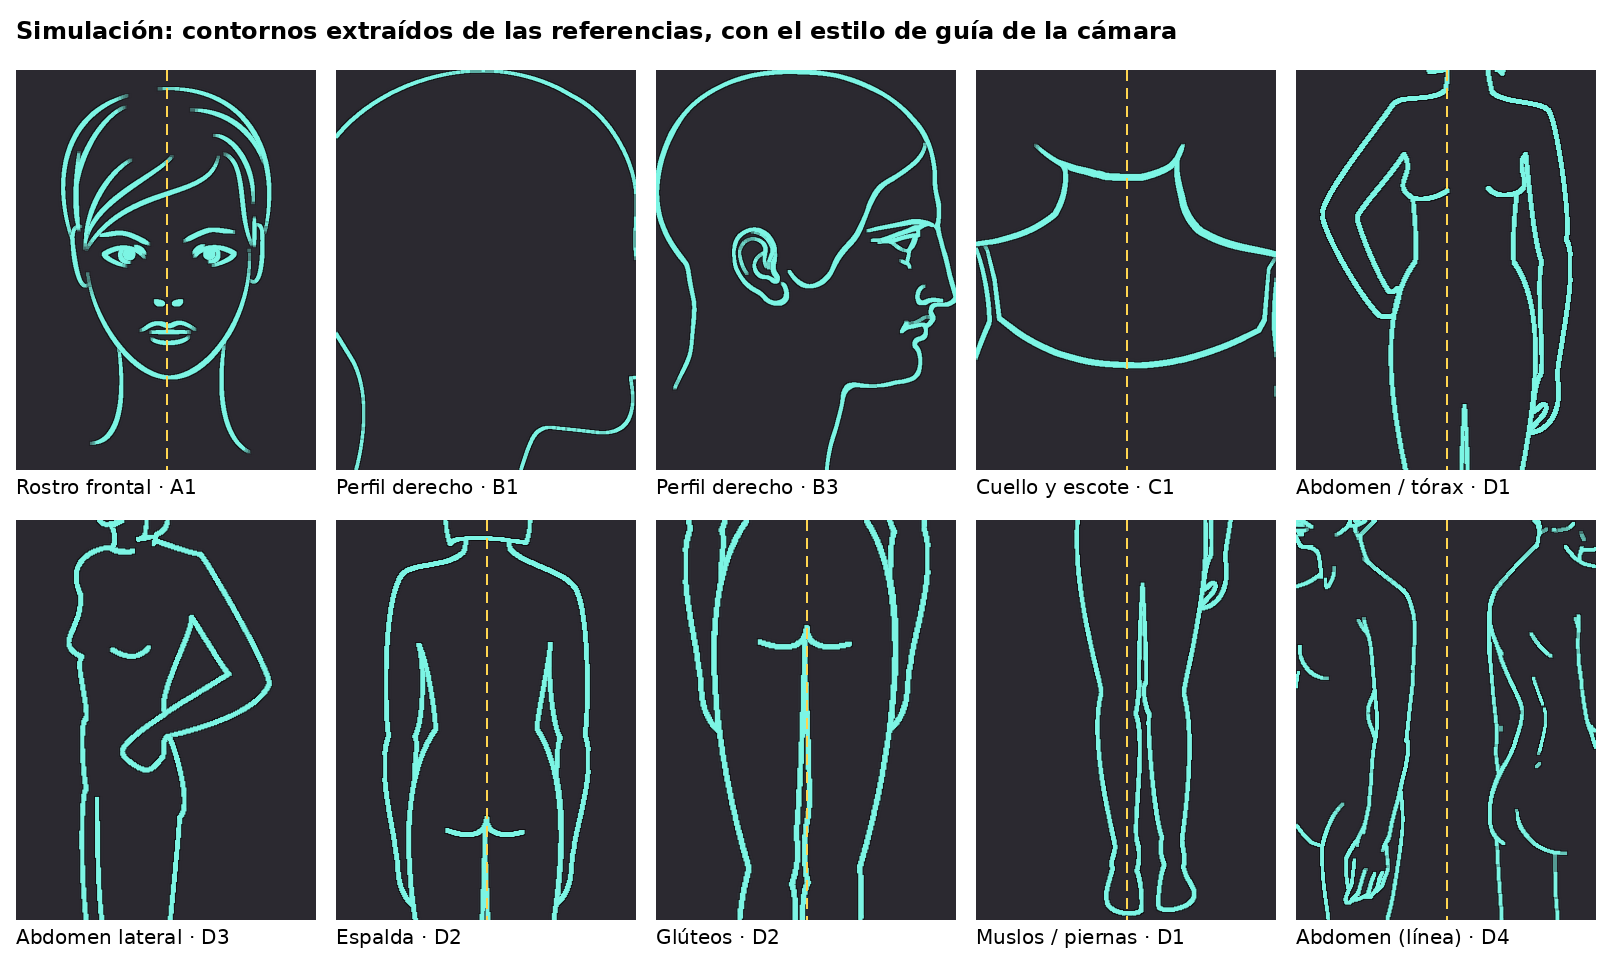 Simulación: contornos extraídos de las referencias, con el estilo de guía de la cámara
Rostro frontal · A1
Perfil derecho · B1
Perfil derecho · B3
Cuello y escote · C1
Abdomen / tórax · D1
Abdomen lateral · D3
Espalda · D2
Glúteos · D2
Muslos / piernas · D1
Abdomen (línea) · D4